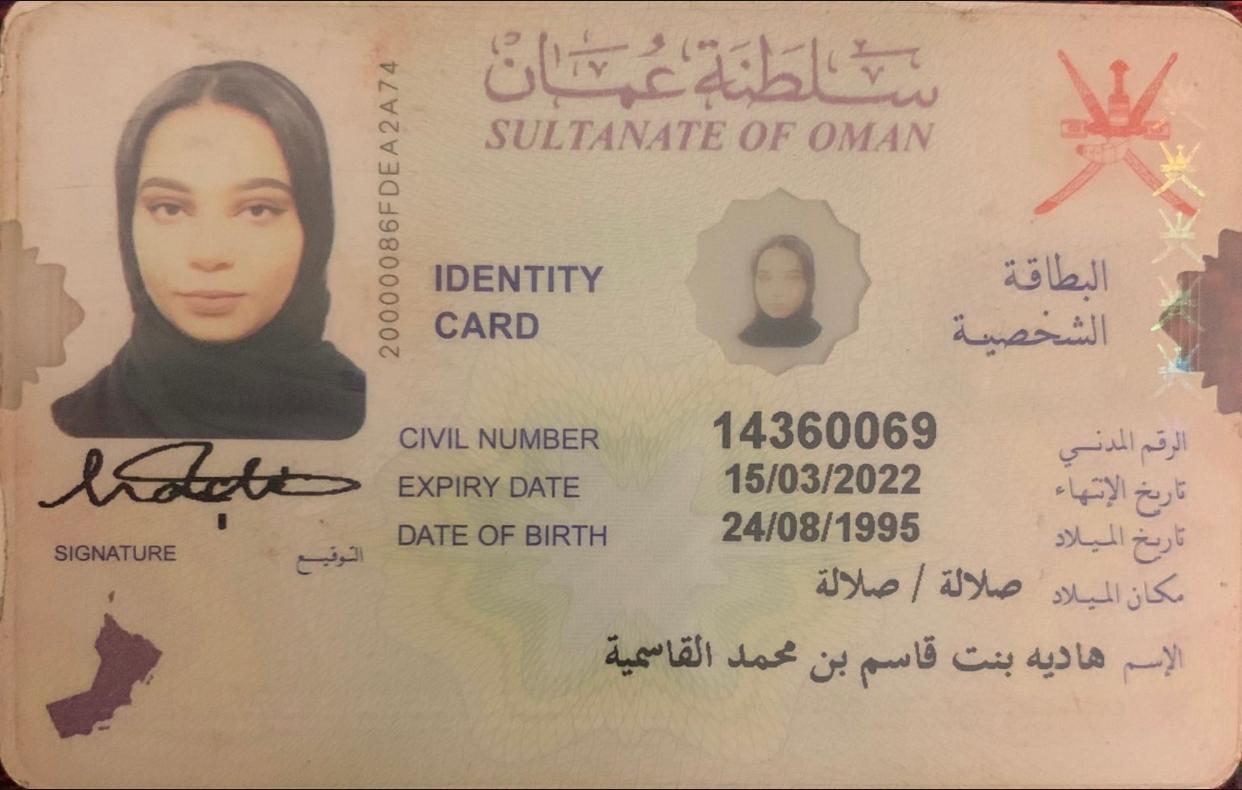 سلطنة عمان
SULTANATE OF OMAN
20000086FDEA2A74
IDENTITY
CARD
البطاقة
الشخصية
CIVIL NUMBER 14360069 الرقم المدني
EXPIRY DATE 15/03/2022 تاريخ الإنتهاء
DATE OF BIRTH 24/08/1995 تاريخ الميلاد
SIGNATURE التوقيع
مكان الميلاد صلالة / صلالة
الإسم هاديه بنت قاسم بن محمد القاسمية